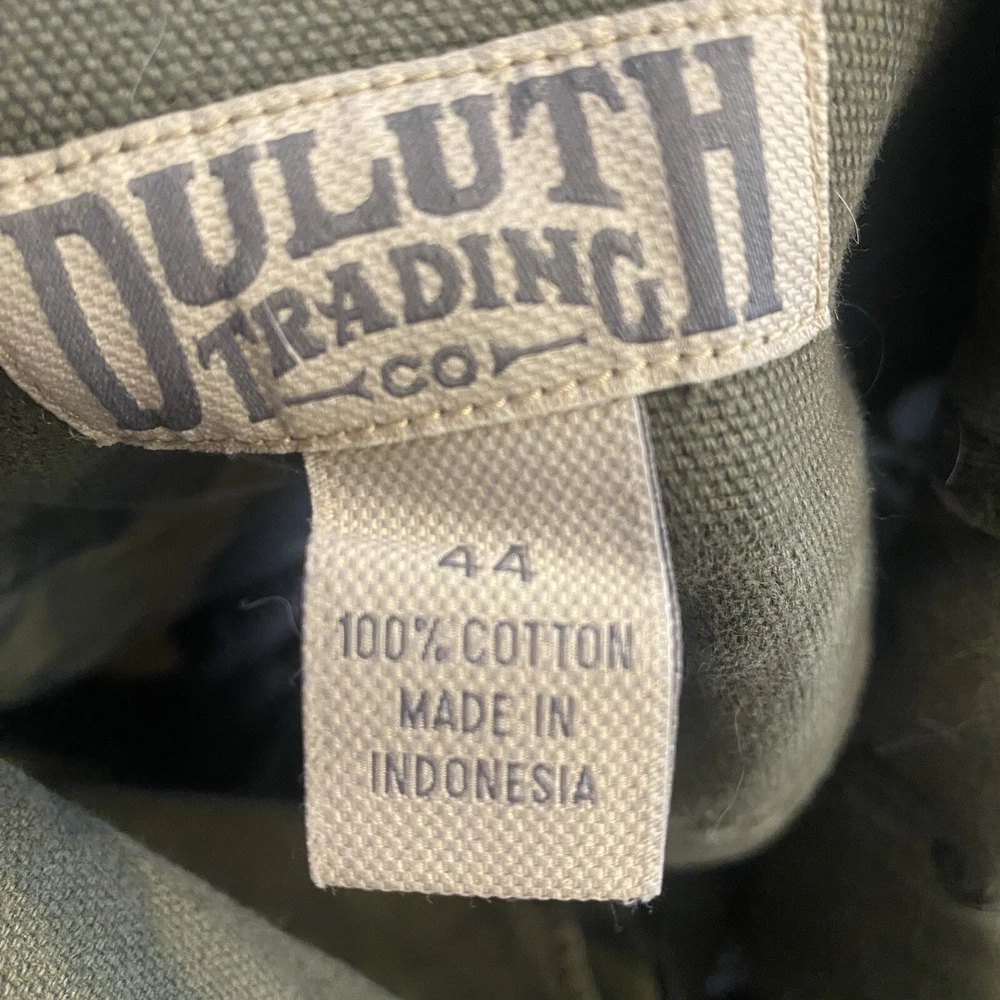 DULUTH
TRADING
CO
44
100% COTTON
MADE IN
INDONESIA